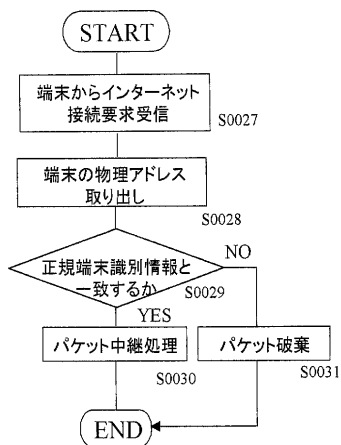 START
端末からインターネット
接続要求受信
S0027
端末の物理アドレス
取り出し
S0028
正規端末識別情報と
一致するか
S0029
NO
YES
パケット中継処理
S0030
パケット破棄
S0031
END